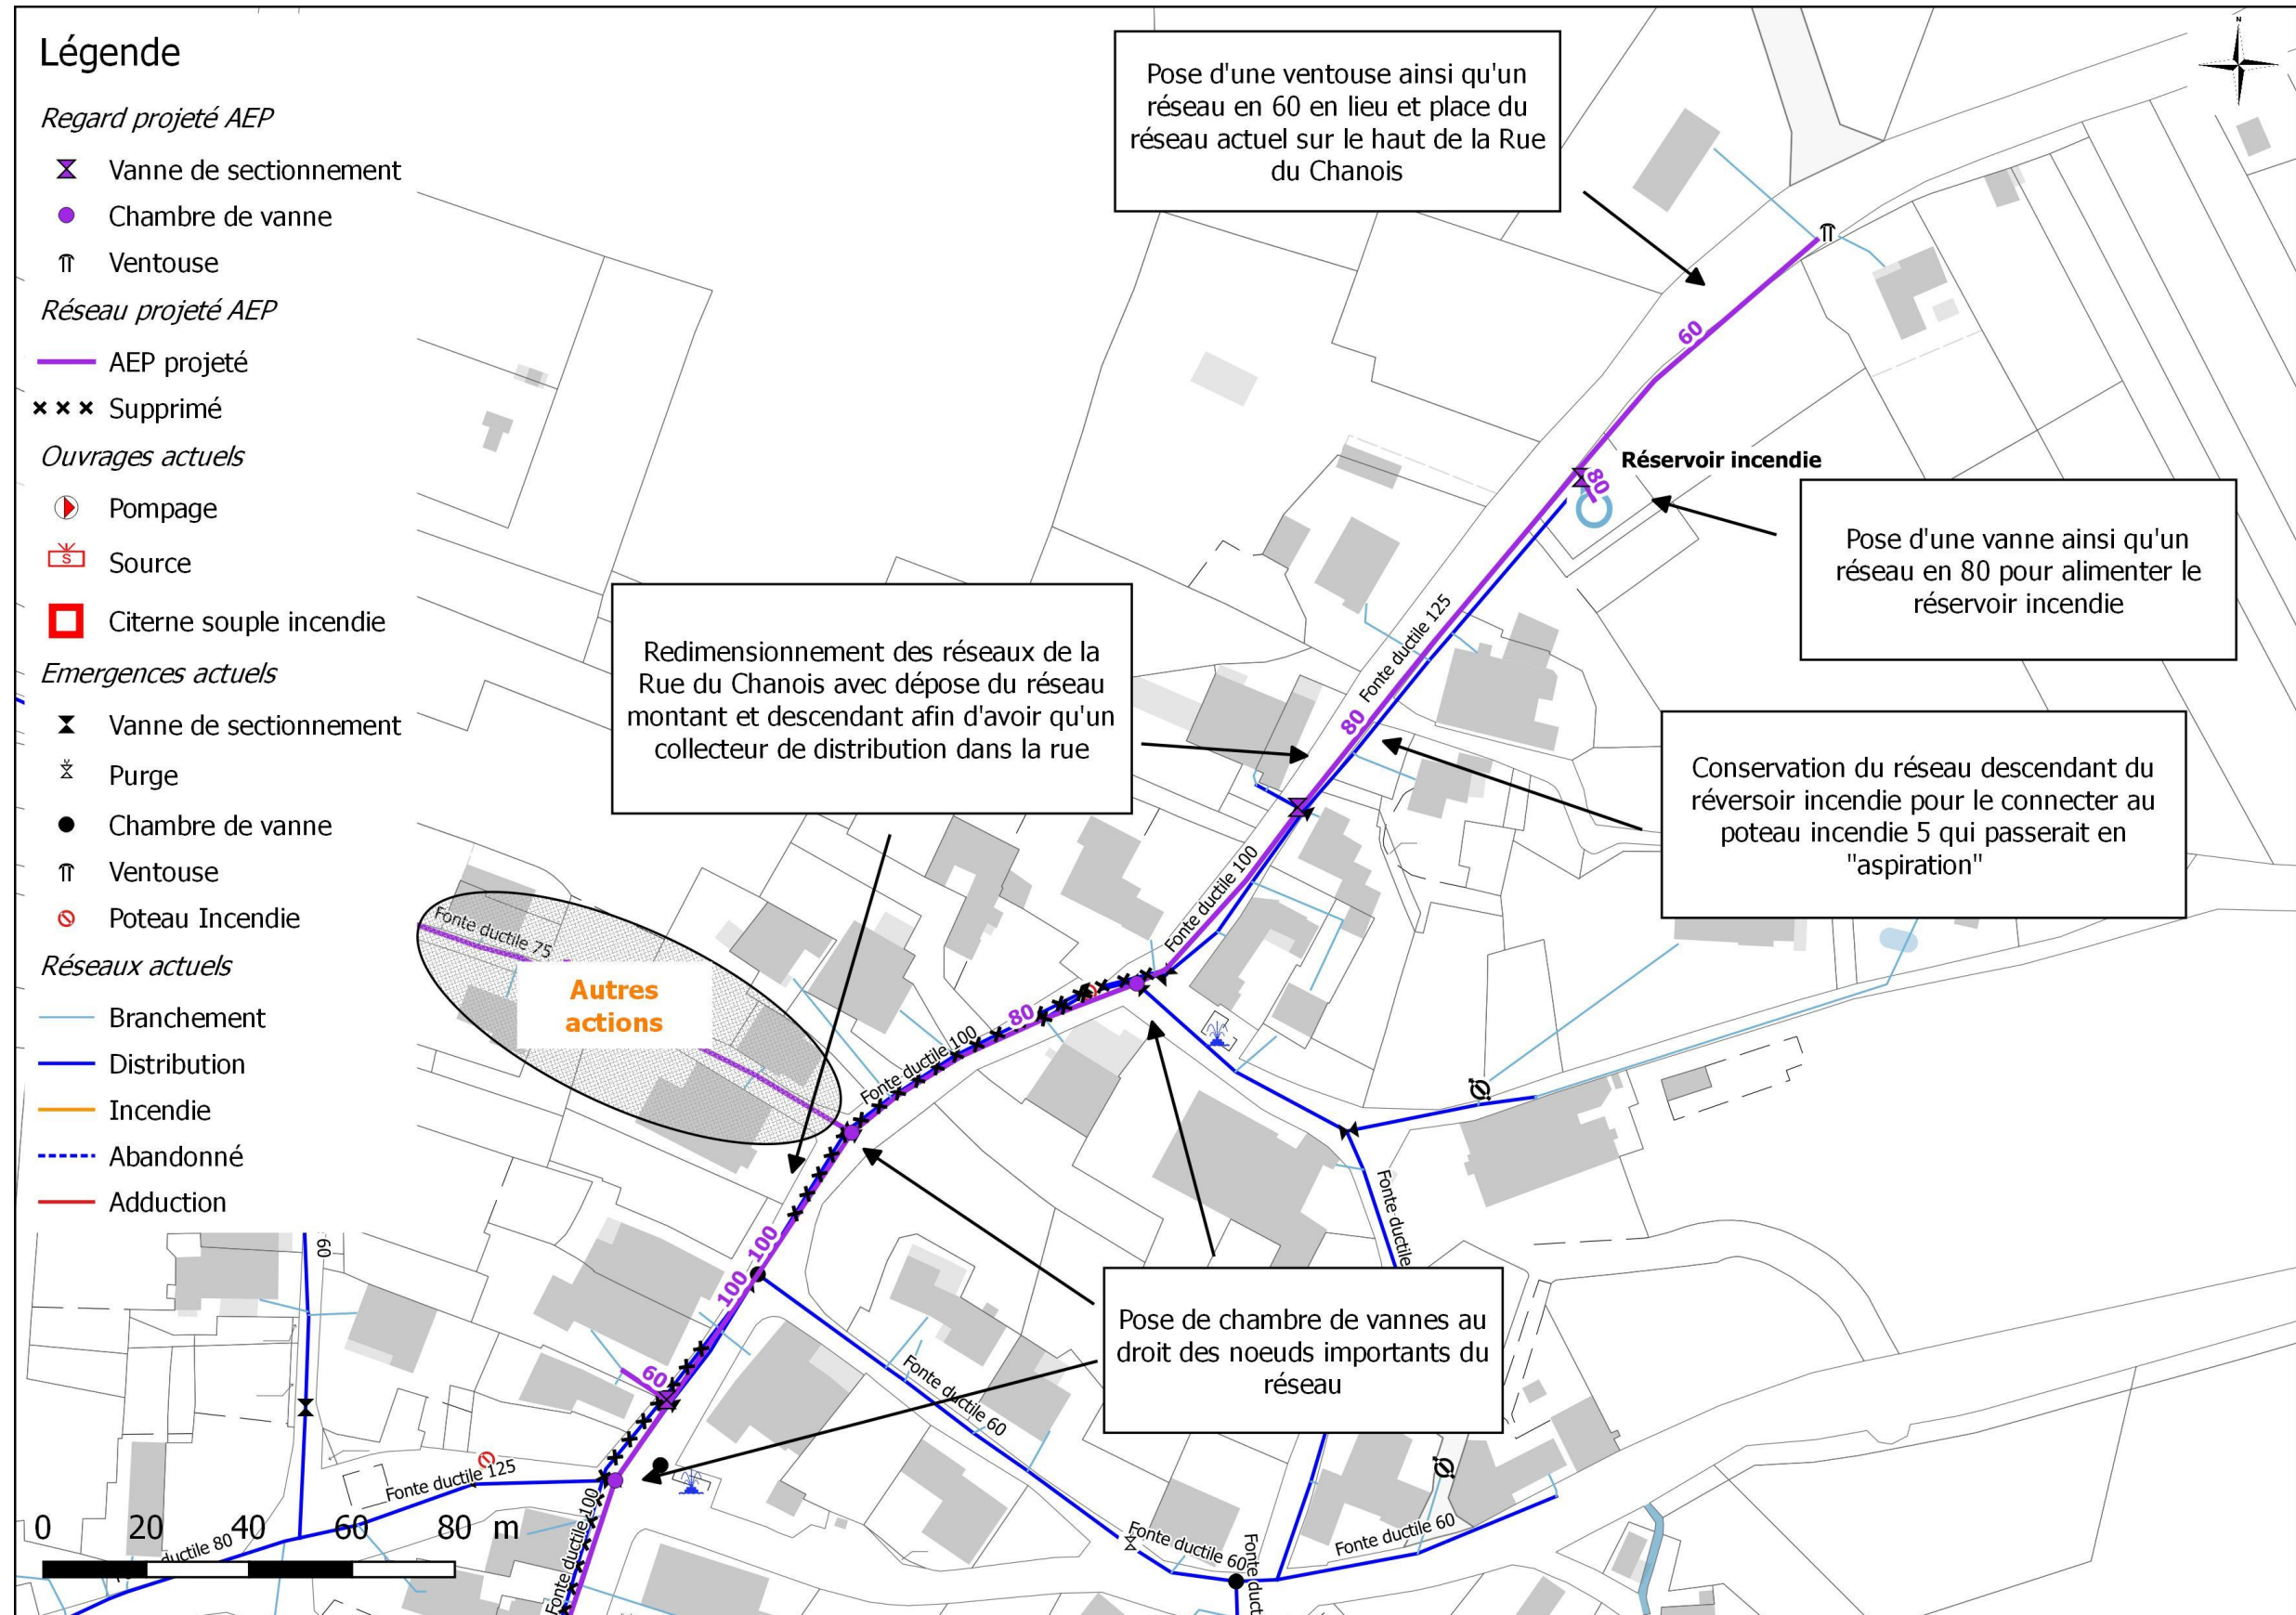 Légende
Regard projeté AEP
Vanne de sectionnement
Chambre de vanne
Ventouse
Réseau projeté AEP
AEP projeté
Supprimé
Ouvrages actuels
Pompage
S
Source
Citerne souple incendie
Emergences actuels
Vanne de sectionnement
Purge
Chambre de vanne
Ventouse
Poteau Incendie
Réseaux actuels
Branchement
Distribution
Incendie
Abandonné
Adduction
N
Pose d'une ventouse ainsi qu'un
réseau en 60 en lieu et place du
réseau actuel sur le haut de la Rue
du Chanois
60
Réservoir incendie
80
Pose d'une vanne ainsi qu'un
réseau en 80 pour alimenter le
réservoir incendie
Redimensionnement des réseaux de la
Rue du Chanois avec dépose du réseau
montant et descendant afin d'avoir qu'un
collecteur de distribution dans la rue
Fonte ductile 125
80
Conservation du réseau descendant du
réversoir incendie pour le connecter au
poteau incendie 5 qui passerait en
"aspiration"
Fonte ductile 100
Fonte ductile 75
Autres
actions
80
Fonte ductile 100
Fonte ductile
100
100
60
60
Pose de chambre de vannes au
droit des noeuds importants du
réseau
Fonte ductile 60
Fonte ductile 125
Fonte ductile 100
Fonte ductile 60
Fonte duct
Fonte ductile 60
ductile 80
0 20 40 60 80 m